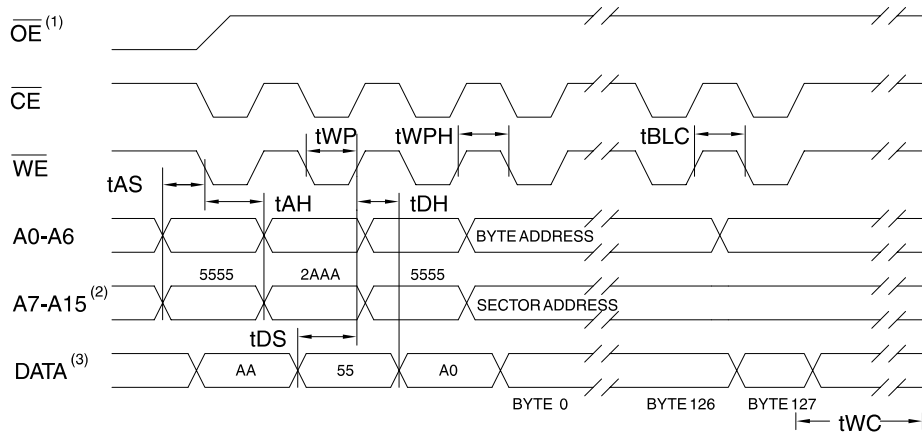 OE (1)
CE
tWP tWPH tBLC
WE
tAS
tAH tDH
A0-A6 BYTE ADDRESS
5555 2AAA 5555
A7-A15 (2) SECTOR ADDRESS
tDS
DATA (3) AA 55 A0
BYTE 0 BYTE 126 BYTE 127
tWC